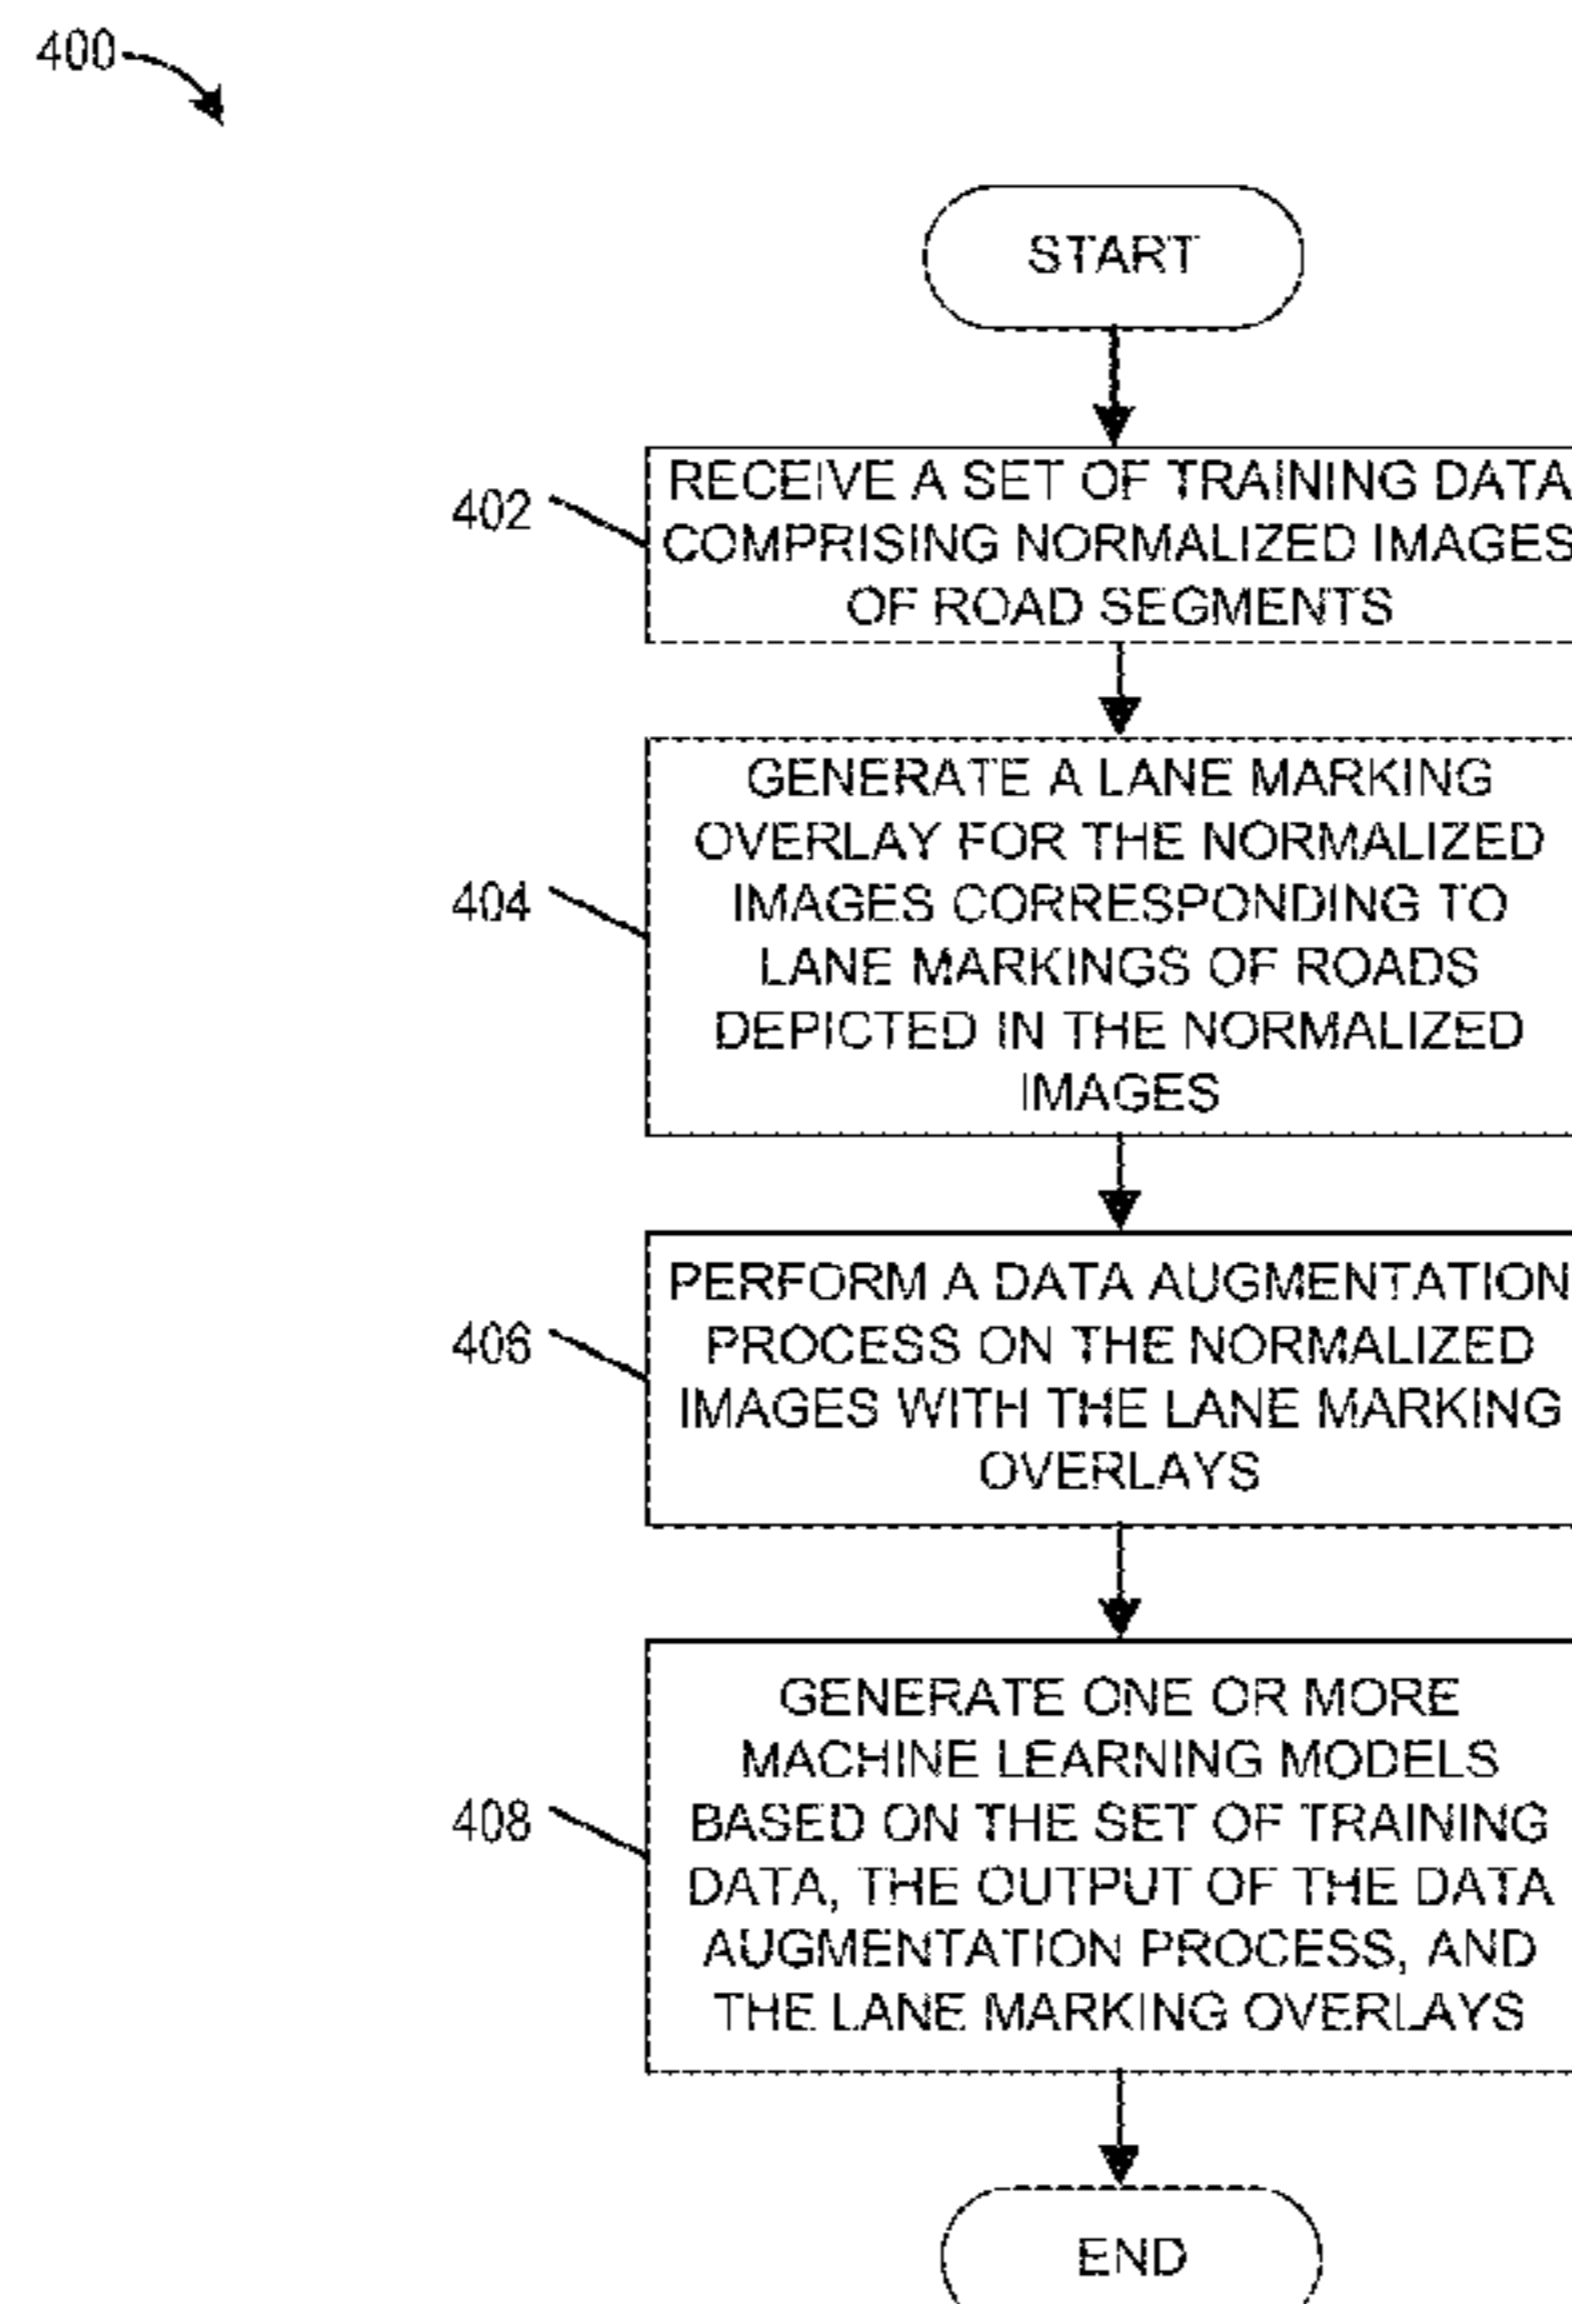 400
START
402
RECEIVE A SET OF TRAINING DATA
COMPRISING NORMALIZED IMAGES
OF ROAD SEGMENTS
404
GENERATE A LANE MARKING
OVERLAY FOR THE NORMALIZED
IMAGES CORRESPONDING TO
LANE MARKINGS OF ROADS
DEPICTED IN THE NORMALIZED
IMAGES
406
PERFORM A DATA AUGMENTATION
PROCESS ON THE NORMALIZED
IMAGES WITH THE LANE MARKING
OVERLAYS
408
GENERATE ONE OR MORE
MACHINE LEARNING MODELS
BASED ON THE SET OF TRAINING
DATA, THE OUTPUT OF THE DATA
AUGMENTATION PROCESS, AND
THE LANE MARKING OVERLAYS
END